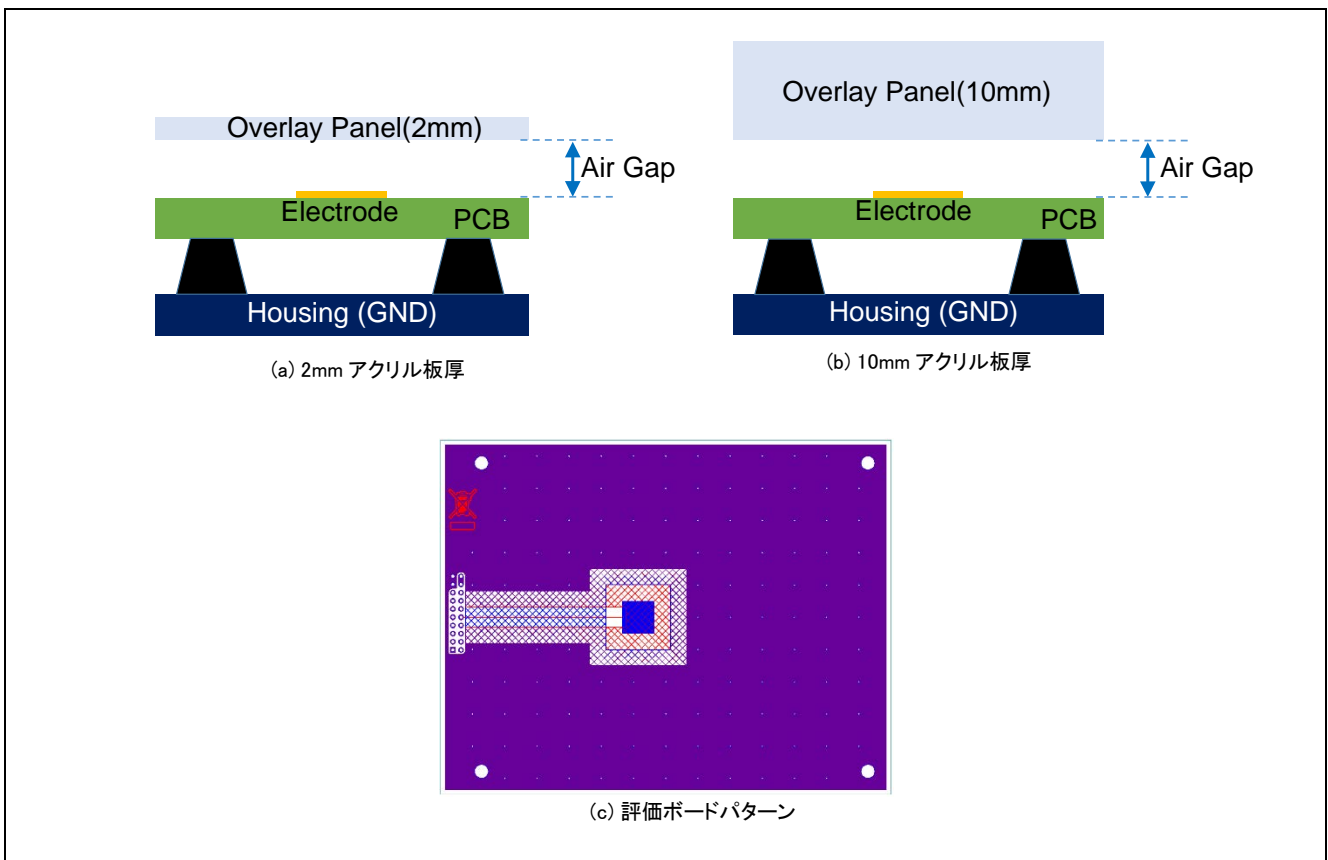 Overlay Panel(2mm)
Air Gap
Electrode
PCB
Housing (GND)
(a) 2mm アクリル板厚
Overlay Panel(10mm)
Air Gap
Electrode
PCB
Housing (GND)
(b) 10mm アクリル板厚
(c) 評価ボードパターン